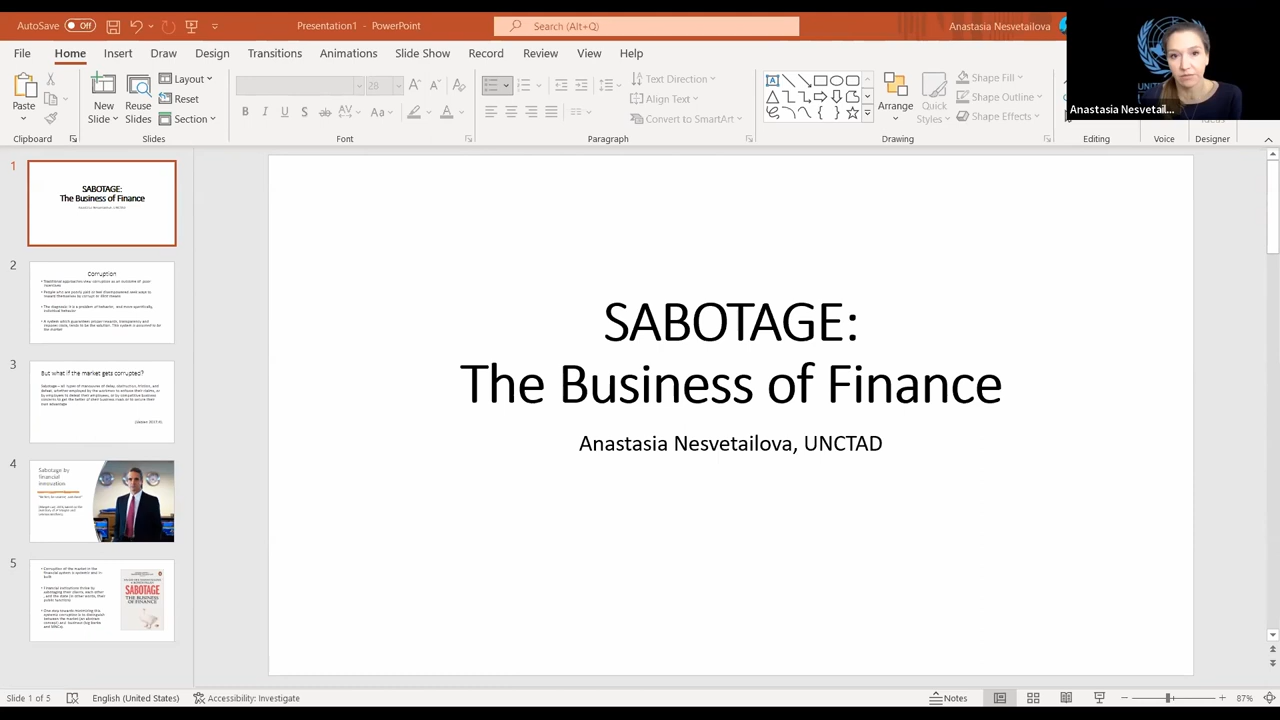 AutoSave Off
Presentation1 - PowerPoint
Search (Alt+Q)
Anastasia Nesvetailova
File Home Insert Draw Design Transitions Animations Slide Show Record Review View Help
Paste
New Slide
Reuse Slides
Layout
Reset
Section
28
Text Direction
Align Text
Convert to SmartArt
Arrange
Quick Styles
Shape Fill
Shape Outline
Shape Effects
Clipboard Slides Font Paragraph Drawing Editing Voice Designer
Anastasia Nesvetail...
1
SABOTAGE:
The Business of Finance
Anastasia Nesvetailova, UNCTAD
2
Corruption
3
But what if the market gets corrupted?
4
Sabotage by
financial
innovation
5
SABOTAGE
THE BUSINESS
OF FINANCE
SABOTAGE:
The Business of Finance
Anastasia Nesvetailova, UNCTAD
Slide 1 of 5
English (United States)
Accessibility: Investigate
Notes
87%